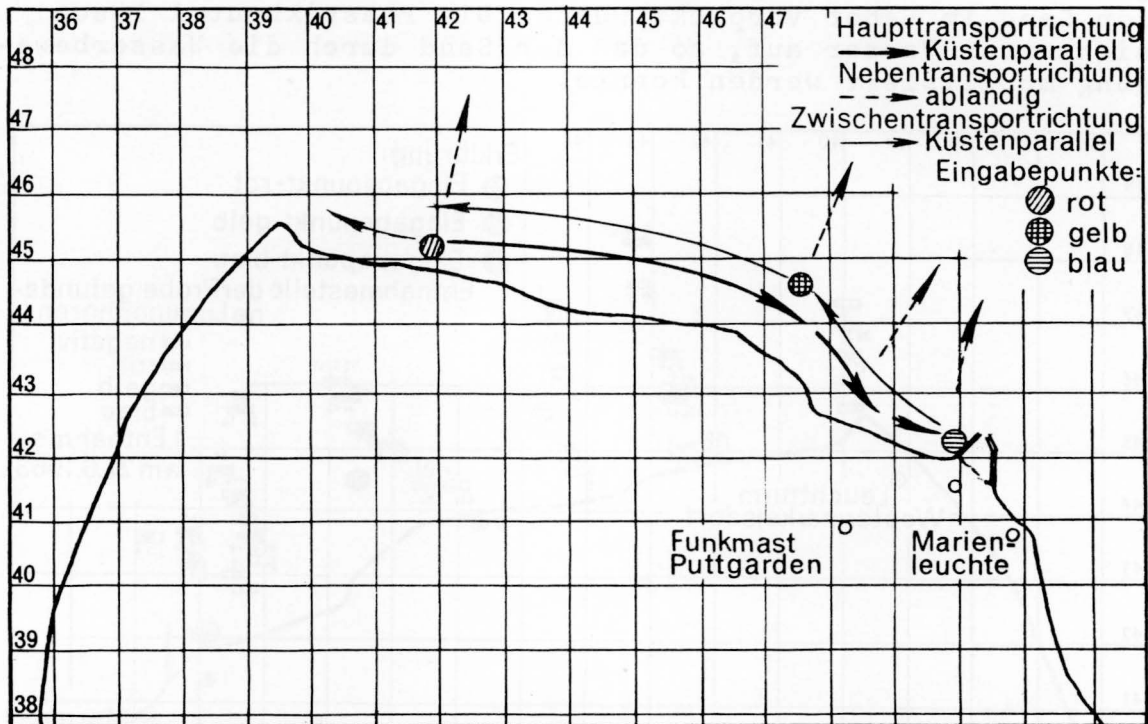 36 37 38 39 40 41 42 43 44 45 46 47
48
47
46
45
44
43
42
41
40
39
38
Haupttransportrichtung
Küstenparallel
Nebentransportrichtung
ablandig
Zwischentransportrichtung
Küstenparallel
Eingabepunkte:
rot
gelb
blau
Funkmast
Puttgarden
Marien-
leuchte